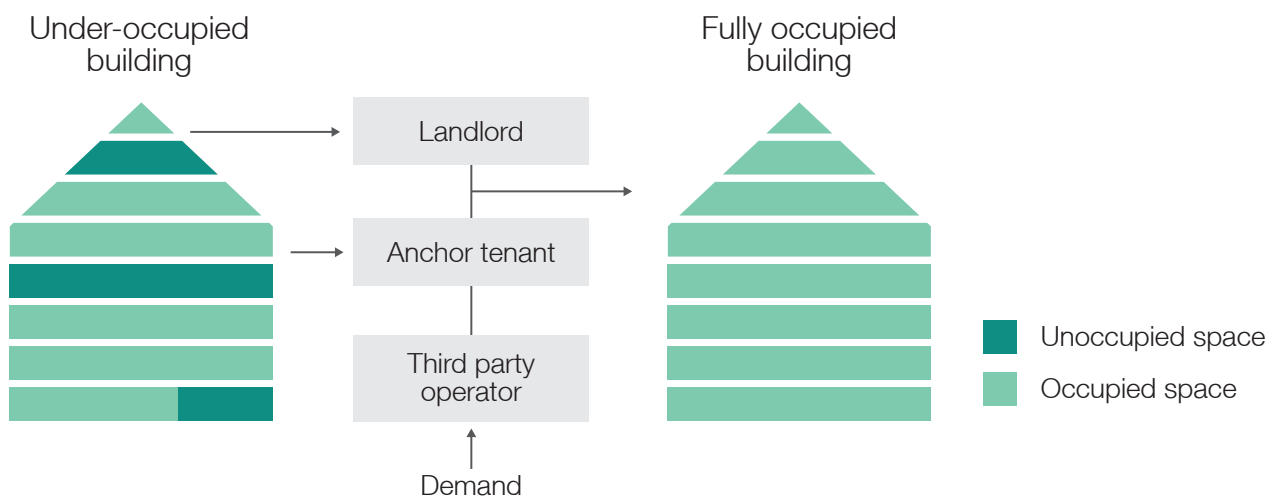 Under-occupied
building
Fully occupied
building
Landlord
Anchor tenant
Third party
operator
Demand
Unoccupied space
Occupied space